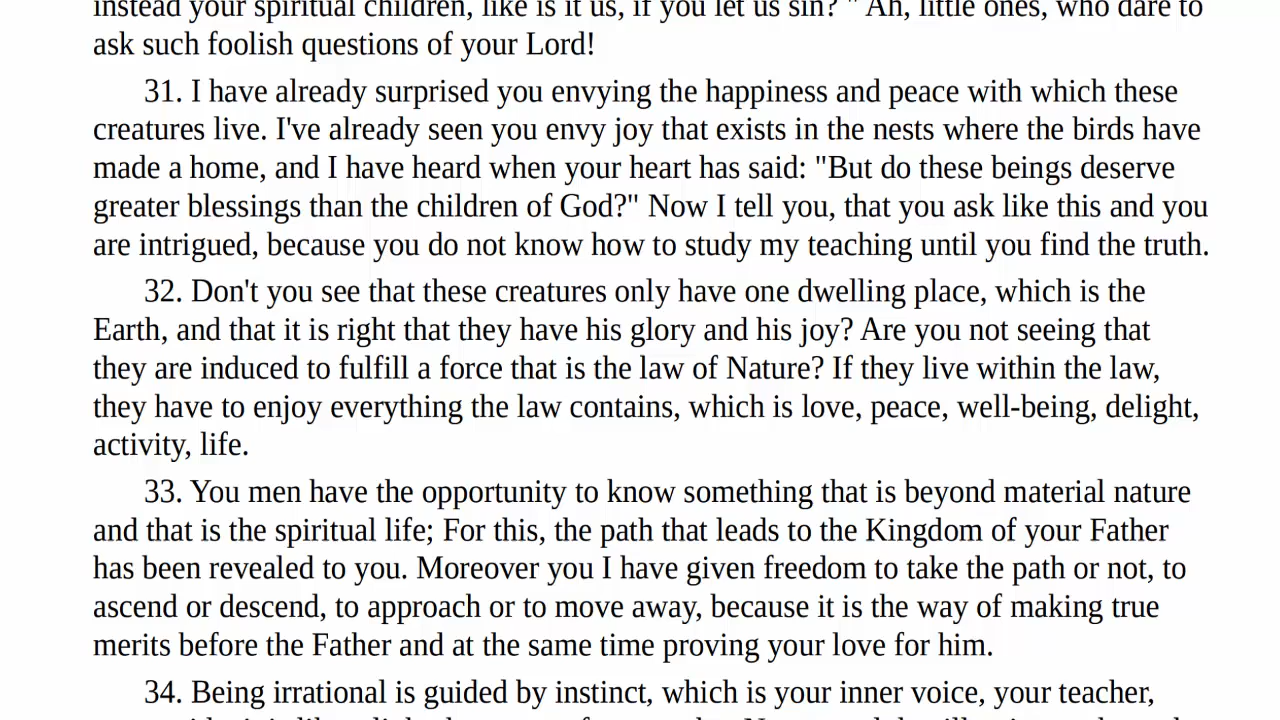 instead your spiritual children, like is it us, if you let us sin? " Ah, little ones, who dare to
ask such foolish questions of your Lord!
31. I have already surprised you envying the happiness and peace with which these
creatures live. I've already seen you envy joy that exists in the nests where the birds have
made a home, and I have heard when your heart has said: "But do these beings deserve
greater blessings than the children of God?" Now I tell you, that you ask like this and you
are intrigued, because you do not know how to study my teaching until you find the truth.
32. Don't you see that these creatures only have one dwelling place, which is the
Earth, and that it is right that they have his glory and his joy? Are you not seeing that
they are induced to fulfill a force that is the law of Nature? If they live within the law,
they have to enjoy everything the law contains, which is love, peace, well-being, delight,
activity, life.
33. You men have the opportunity to know something that is beyond material nature
and that is the spiritual life; For this, the path that leads to the Kingdom of your Father
has been revealed to you. Moreover you I have given freedom to take the path or not, to
ascend or descend, to approach or to move away, because it is the way of making true
merits before the Father and at the same time proving your love for him.
34. Being irrational is guided by instinct, which is your inner voice, your teacher,